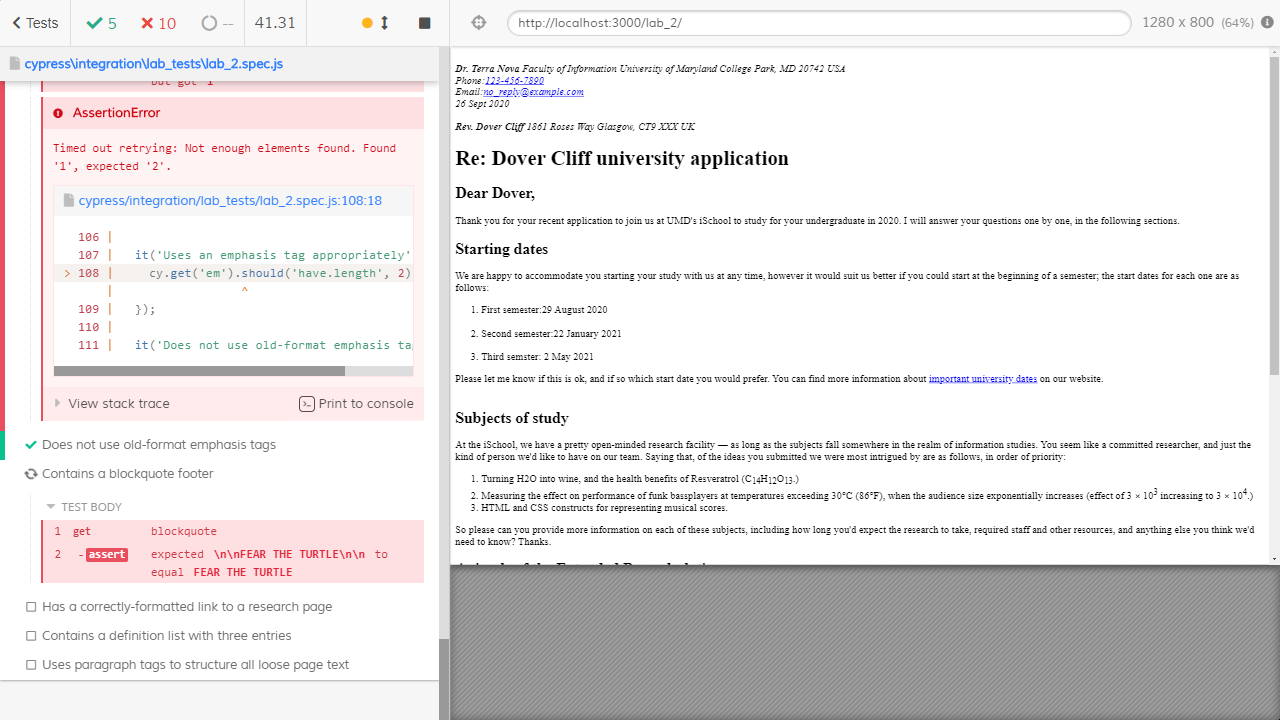 Tests
5
10
--
41.31
http://localhost:3000/lab_2/
1280 x 800 (64%)
cypress\integration\lab_tests\lab_2.spec.js
but got '1'
AssertionError
Timed out retrying: Not enough elements found. Found
'1', expected '2'.
cypress/integration/lab_tests/lab_2.spec.js:108:18
106 |
107 | it('Uses an emphasis tag appropriately'
> 108 | cy.get('em').should('have.length', 2)
| ^
109 | });
110 |
111 | it('Does not use old-format emphasis ta
View stack trace
Print to console
Does not use old-format emphasis tags
Contains a blockquote footer
TEST BODY
1 get blockquote
2 -assert expected \n\nFEAR THE TURTLE\n\n to
equal FEAR THE TURTLE
Has a correctly-formatted link to a research page
Contains a definition list with three entries
Uses paragraph tags to structure all loose page text
Dr. Terra Nova Faculty of Information University of Maryland College Park, MD 20742 USA
Phone:123-456-7890
Email:no_reply@example.com
26 Sept 2020
Rev. Dover Cliff 1861 Roses Way Glasgow, CT9 XXX UK
Re: Dover Cliff university application
Dear Dover,
Thank you for your recent application to join us at UMD's iSchool to study for your undergraduate in 2020. I will answer your questions one by one, in the following sections.
Starting dates
We are happy to accommodate you starting your study with us at any time, however it would suit us better if you could start at the beginning of a semester; the start dates for each one are as
follows:
1. First semester:29 August 2020
2. Second semester:22 January 2021
3. Third semster: 2 May 2021
Please let me know if this is ok, and if so which start date you would prefer. You can find more information about important university dates on our website.
Subjects of study
At the iSchool, we have a pretty open-minded research facility — as long as the subjects fall somewhere in the realm of information studies. You seem like a committed researcher, and just the
kind of person we'd like to have on our team. Saying that, of the ideas you submitted we were most intrigued by are as follows, in order of priority:
1. Turning H2O into wine, and the health benefits of Resveratrol (C14H12O13.)
2. Measuring the effect on performance of funk bassplayers at temperatures exceeding 30°C (86°F), when the audience size exponentially increases (effect of 3 × 10³ increasing to 3 × 10⁴.)
3. HTML and CSS constructs for representing musical scores.
So please can you provide more information on each of these subjects, including how long you'd expect the research to take, required staff and other resources, and anything else you think we'd
need to know? Thanks.